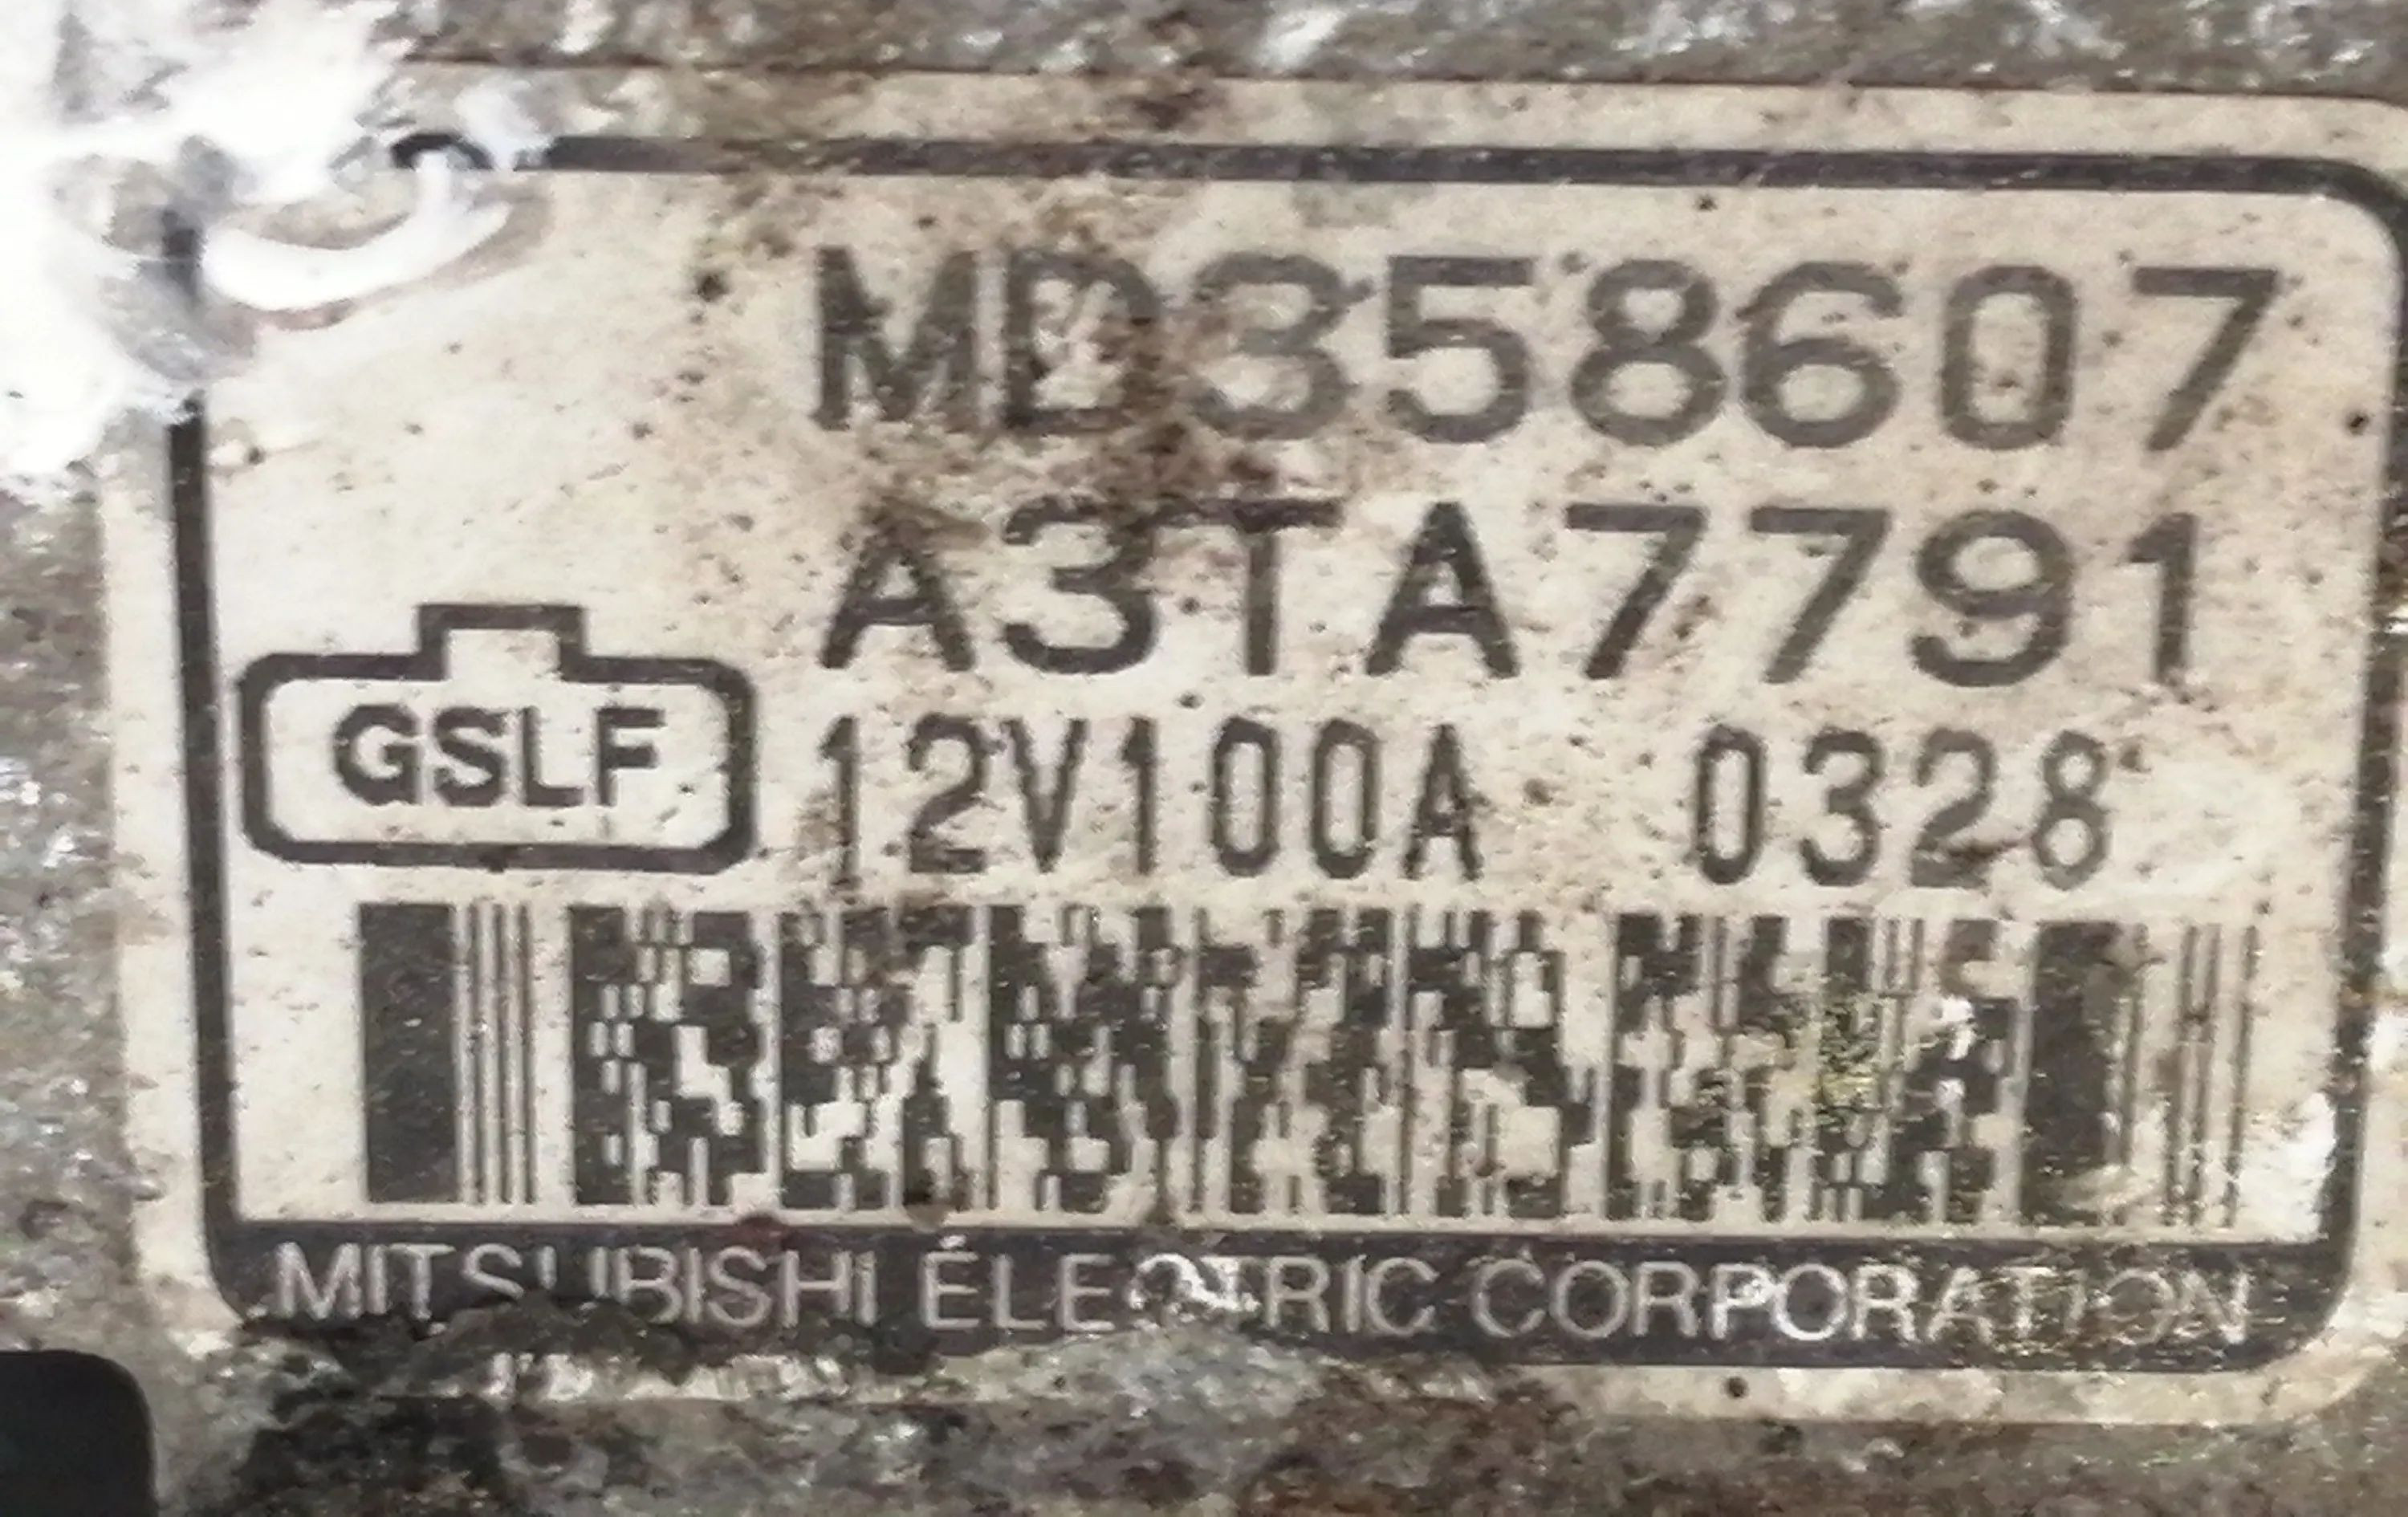 MD358607
A3TA7791
GSLF 12V100A 0328
MITSUBISHI ELECTRIC CORPORATION